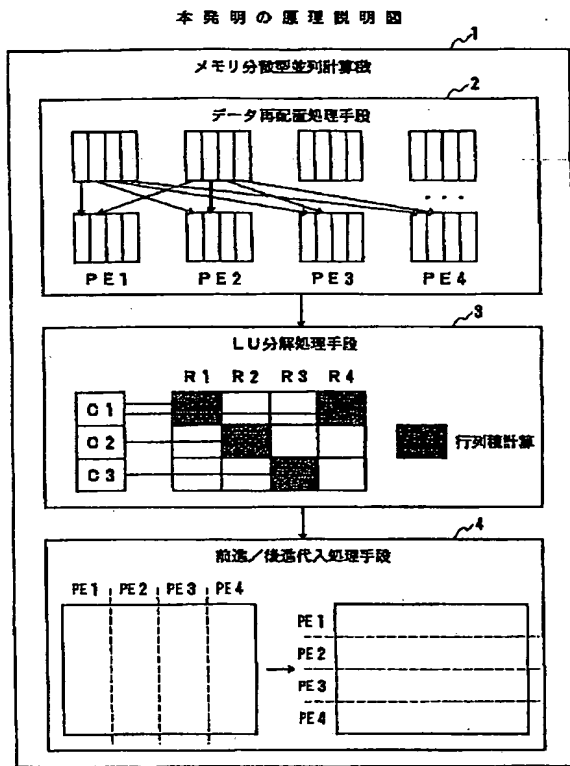 本発明の原理説明図
1
メモリ分散型並列計算段
2
データ再配置処理手段
・・・
PE1 PE2 PE3 PE4
3
LU分解処理手段
R1 R2 R3 R4
C1
C2
C3
行列積計算
4
前進／後進代入処理手段
PE1 PE2 PE3 PE4
PE1
PE2
PE3
PE4